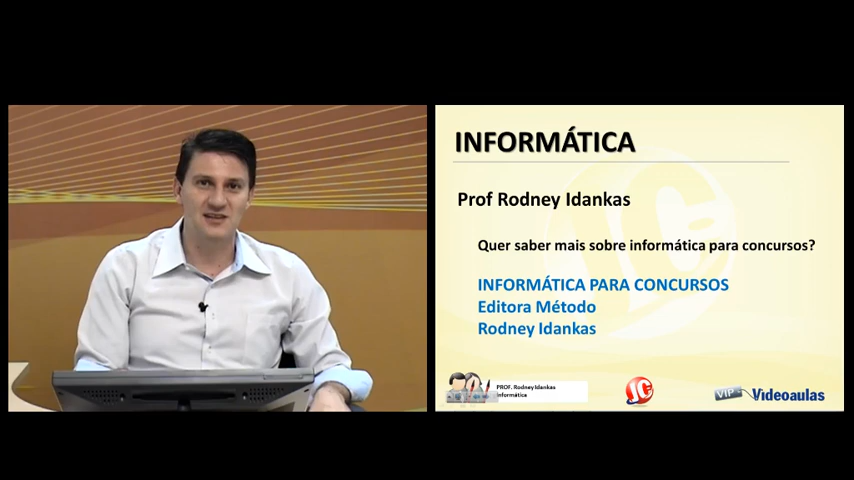 INFORMÁTICA
Prof Rodney Idankas
Quer saber mais sobre informática para concursos?
INFORMÁTICA PARA CONCURSOS
Editora Método
Rodney Idankas
PROF. Rodney Idankas
Informática
JC
VIP
Videoaulas